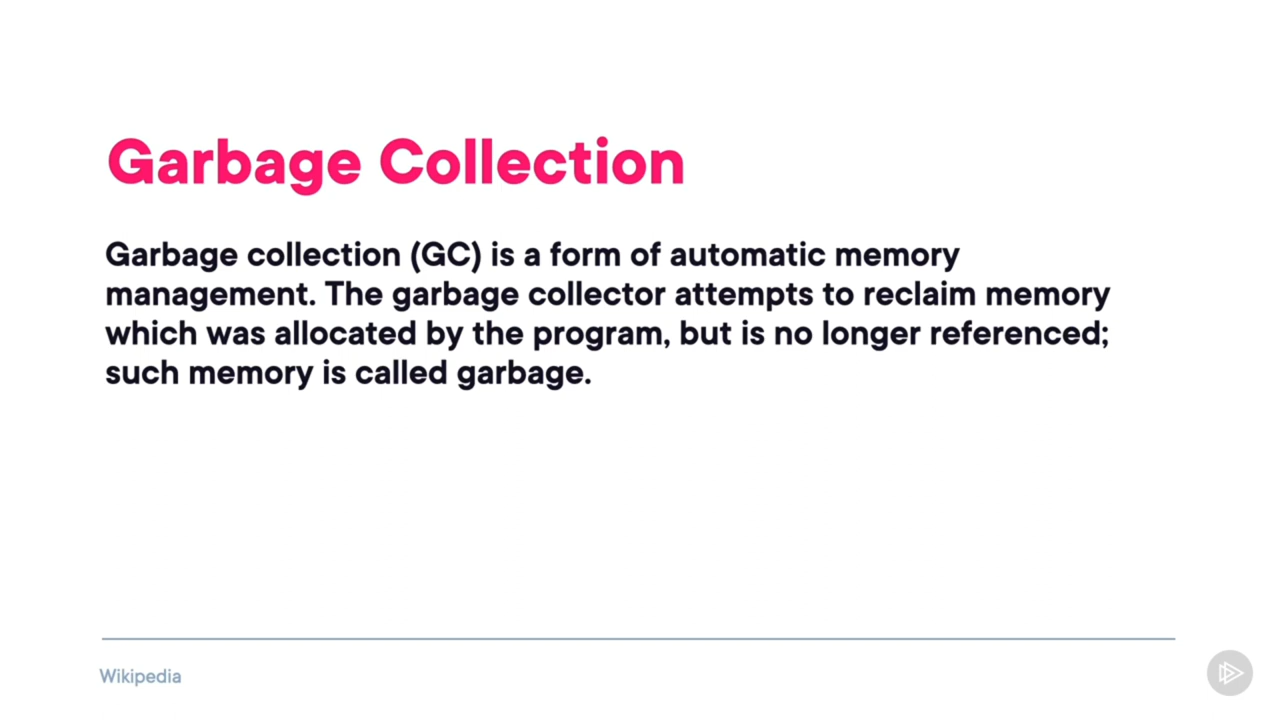 Garbage Collection
Garbage collection (GC) is a form of automatic memory
management. The garbage collector attempts to reclaim memory
which was allocated by the program, but is no longer referenced;
such memory is called garbage.
Wikipedia